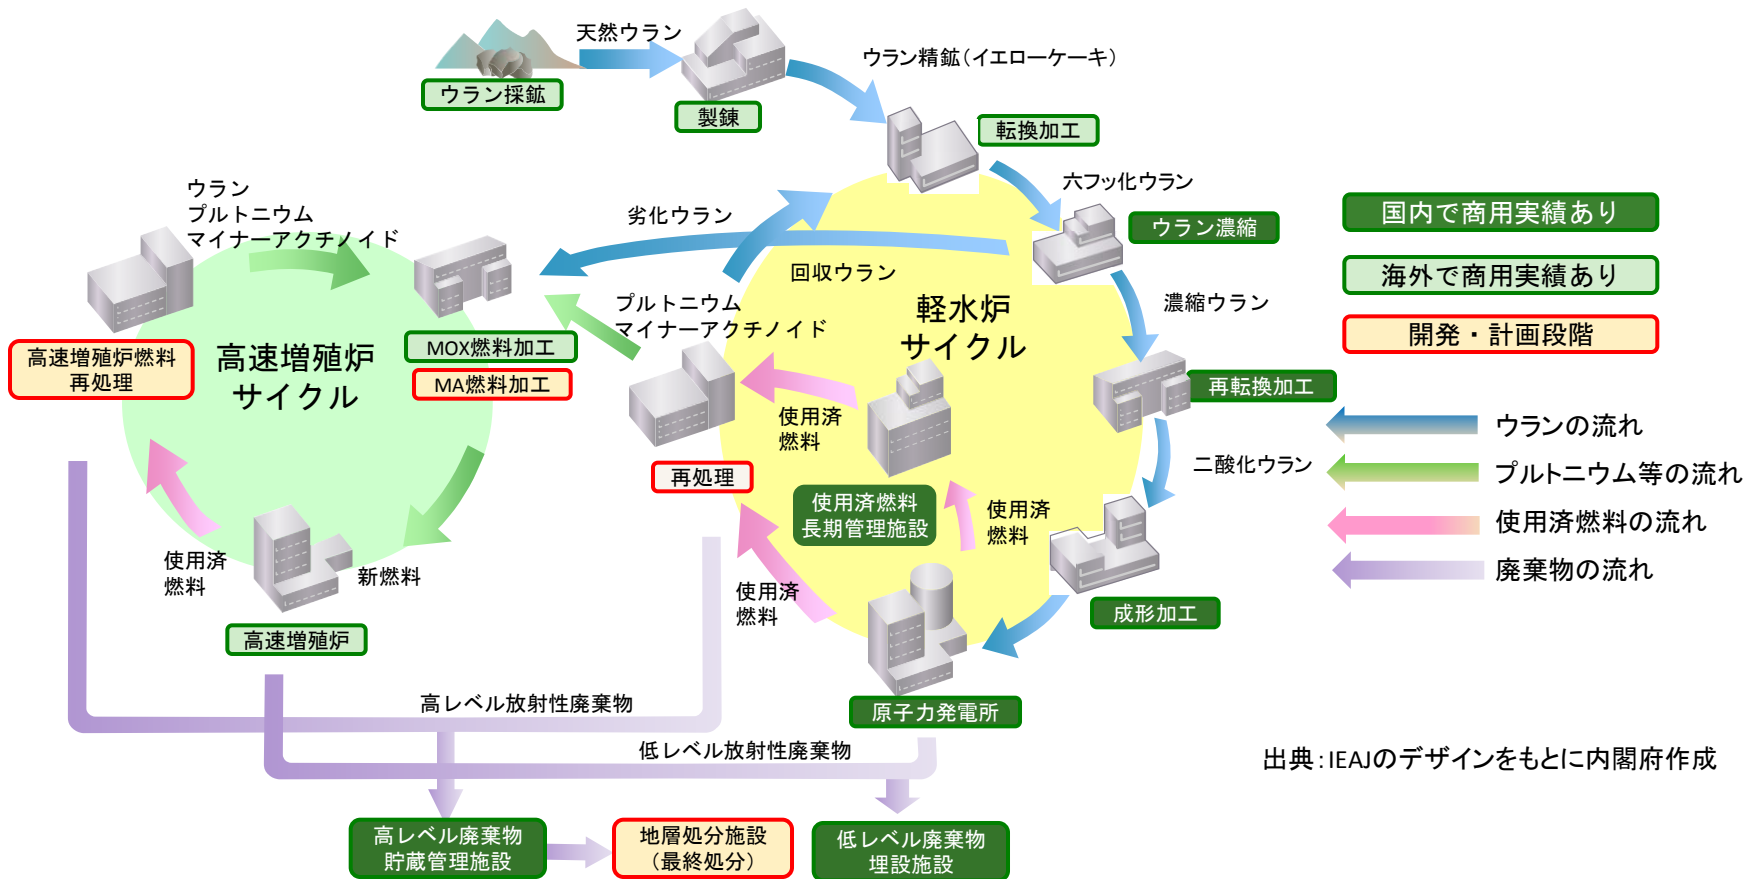 天然ウラン
ウラン採鉱
製錬
ウラン精鉱（イエローケーキ）
転換加工
六フッ化ウラン
ウラン濃縮
劣化ウラン
回収ウラン
濃縮ウラン
ウラン
プルトニウム
マイナーアクチノイド
プルトニウム
マイナーアクチノイド
軽水炉
サイクル
高速増殖炉燃料
再処理
高速増殖炉
サイクル
MOX燃料加工
MA燃料加工
再転換加工
使用済
燃料
再処理
二酸化ウラン
使用済燃料
長期管理施設
使用済
燃料
使用済
燃料
新燃料
使用済
燃料
成形加工
高速増殖炉
原子力発電所
高レベル放射性廃棄物
低レベル放射性廃棄物
高レベル廃棄物
貯蔵管理施設
地層処分施設
（最終処分）
低レベル廃棄物
埋設施設
国内で商用実績あり
海外で商用実績あり
開発・計画段階
ウランの流れ
プルトニウム等の流れ
使用済燃料の流れ
廃棄物の流れ
出典：IEAJのデザインをもとに内閣府作成